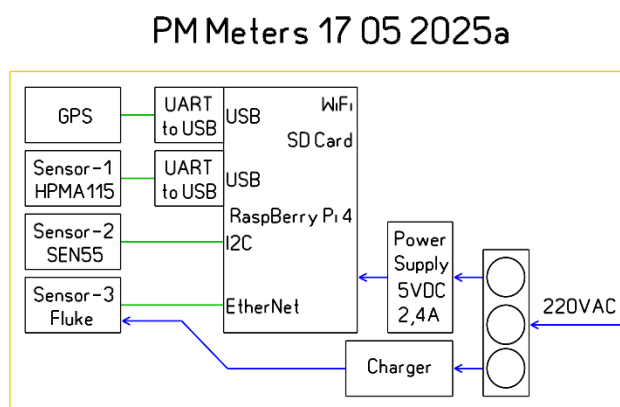 PM Meters 17 05 2025a
GPS
UART
to USB
USB
WiFi
SD Card
Sensor-1
HPMA115
UART
to USB
USB
RaspBerry Pi 4
Sensor-2
SEN55
I2C
Power
Supply
5VDC
2,4A
Sensor-3
Fluke
EtherNet
220VAC
Charger